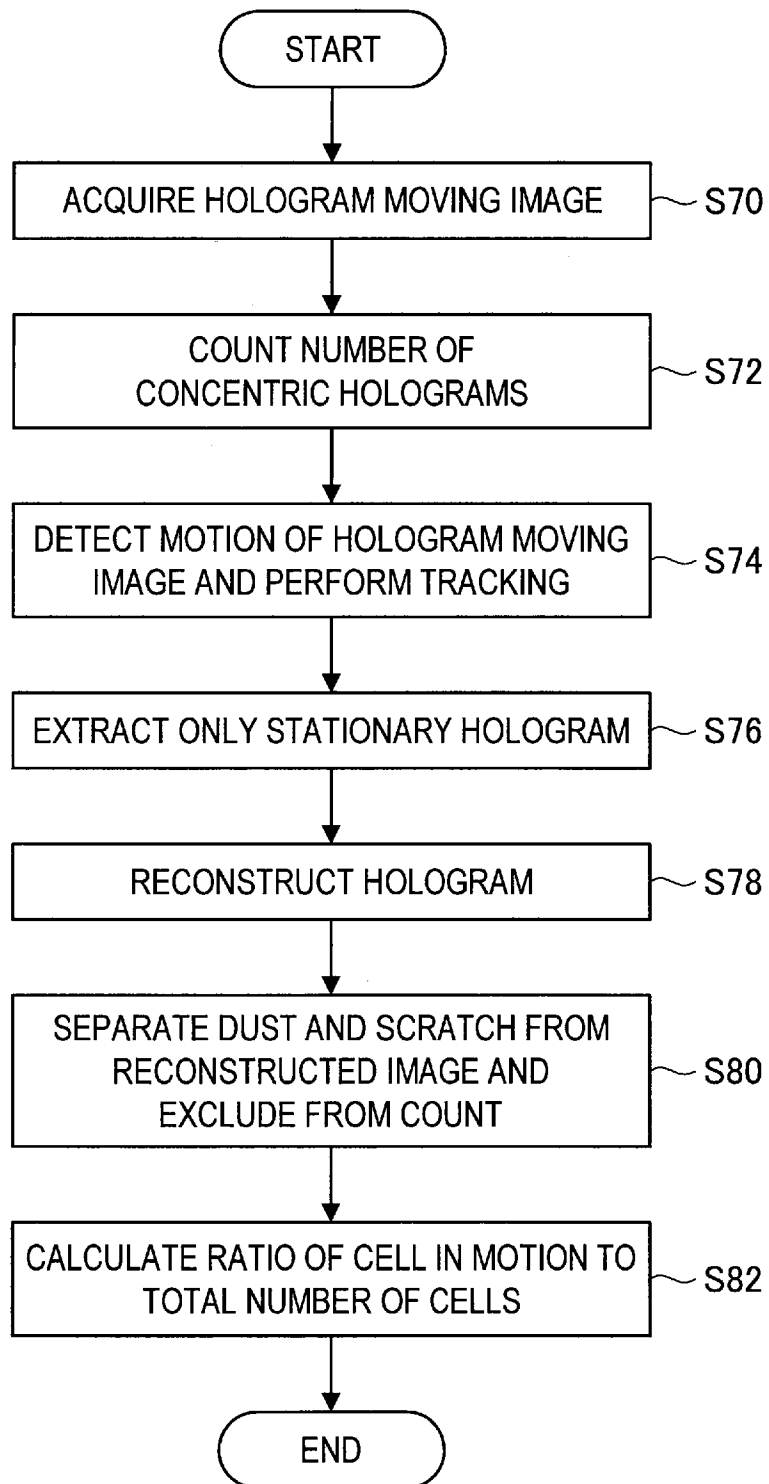 START
ACQUIRE HOLOGRAM MOVING IMAGE
S70
COUNT NUMBER OF
CONCENTRIC HOLOGRAMS
S72
DETECT MOTION OF HOLOGRAM MOVING
IMAGE AND PERFORM TRACKING
S74
EXTRACT ONLY STATIONARY HOLOGRAM
S76
RECONSTRUCT HOLOGRAM
S78
SEPARATE DUST AND SCRATCH FROM
RECONSTRUCTED IMAGE AND
EXCLUDE FROM COUNT
S80
CALCULATE RATIO OF CELL IN MOTION TO
TOTAL NUMBER OF CELLS
S82
END